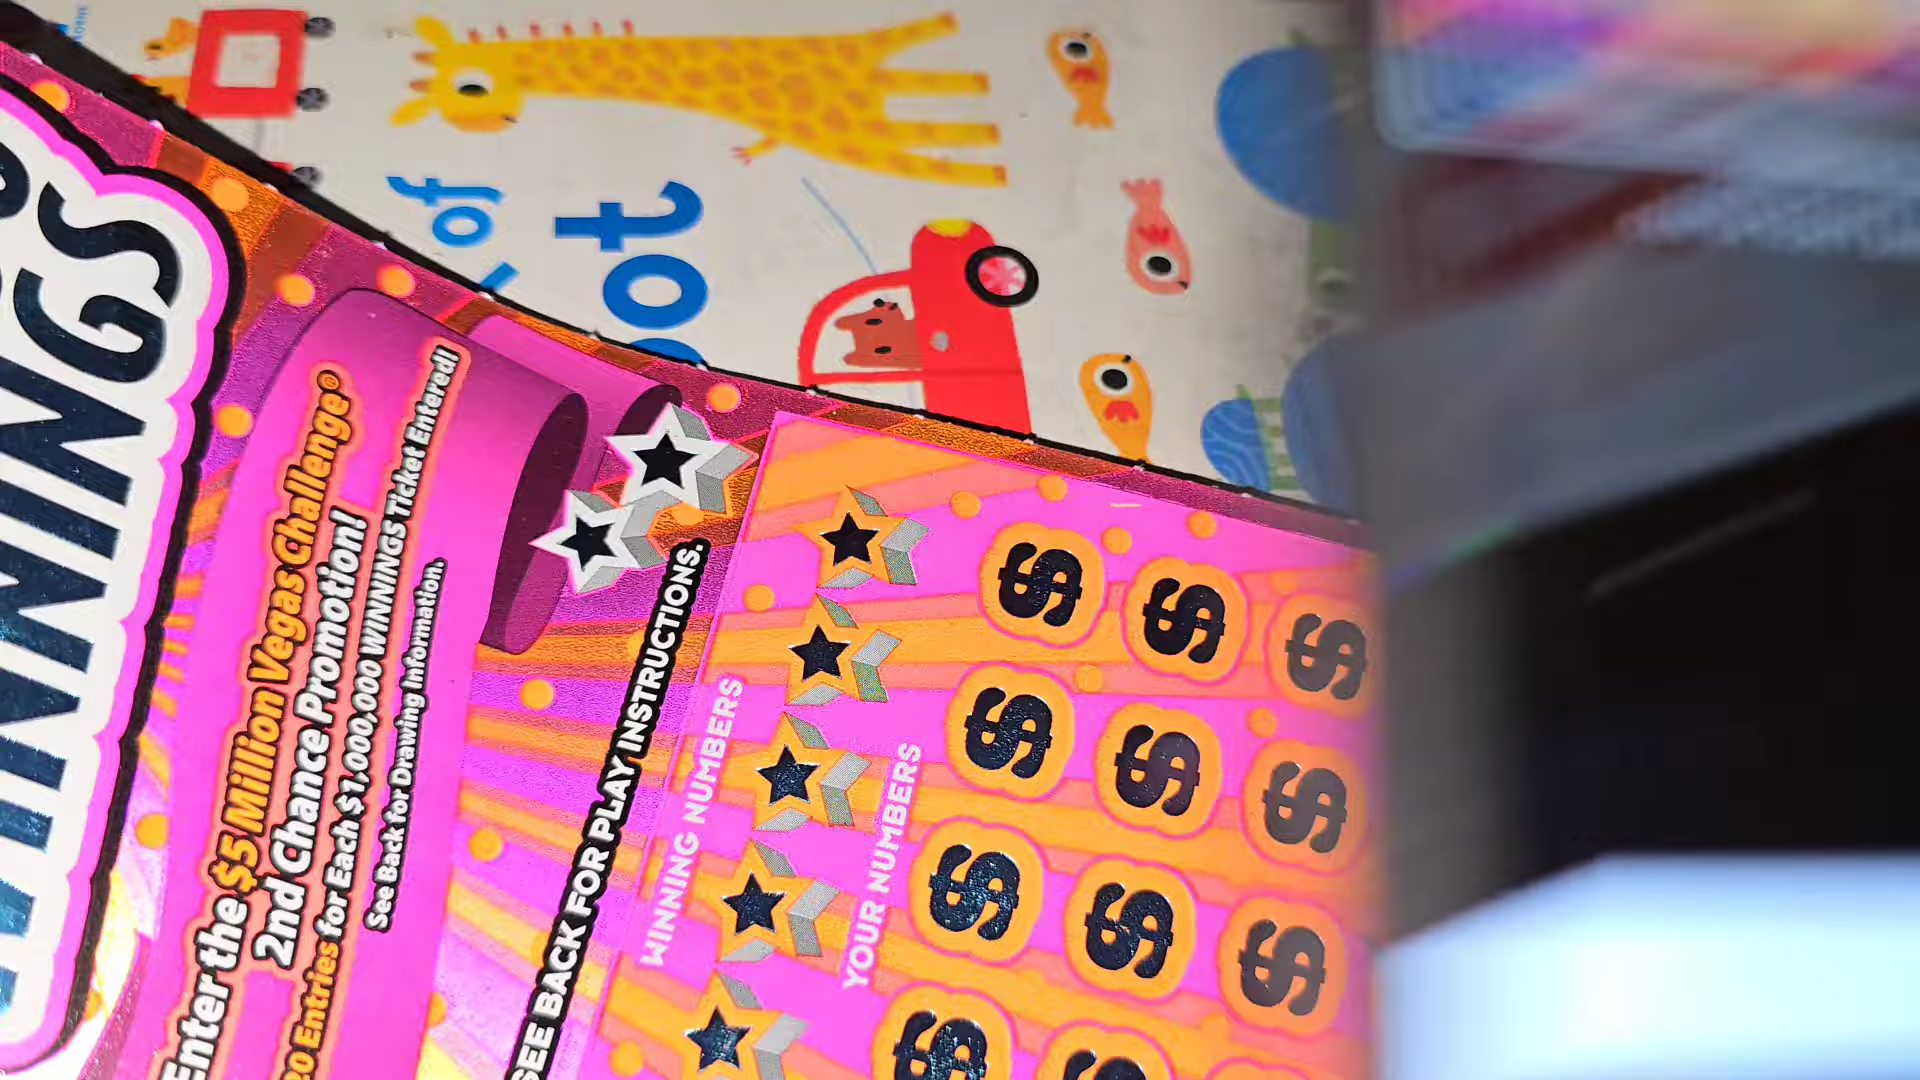 WINNINGS
Enter the $5 Million Vegas Challenge®
2nd Chance Promotion!
20 Entries for Each $1,000,000 WINNINGS Ticket Entered!
See Back for Drawing Information.
SEE BACK FOR PLAY INSTRUCTIONS.
WINNING NUMBERS
YOUR NUMBERS
$ $ $ $
$ $ $ $
$ $ $
of
ot